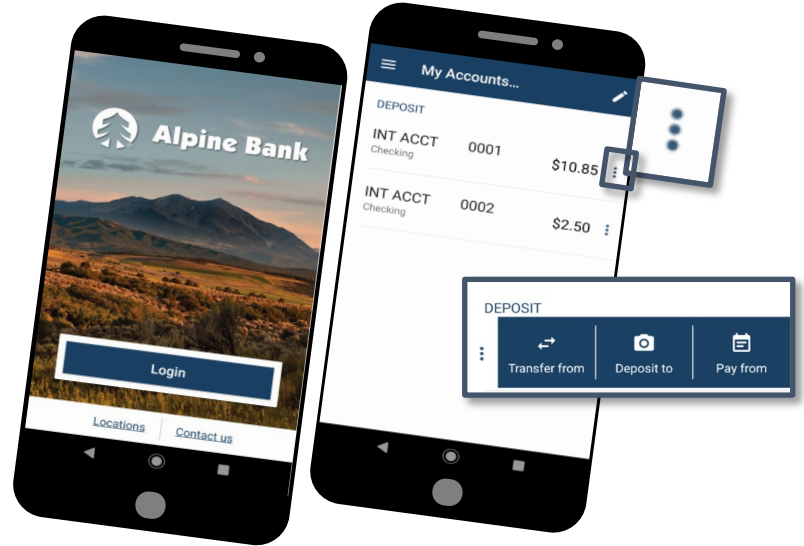 Alpine Bank
Login
Locations
Contact us
My Accounts...
DEPOSIT
INT ACCT 0001 $10.85
Checking
INT ACCT 0002 $2.50
Checking
DEPOSIT
Transfer from Deposit to Pay from